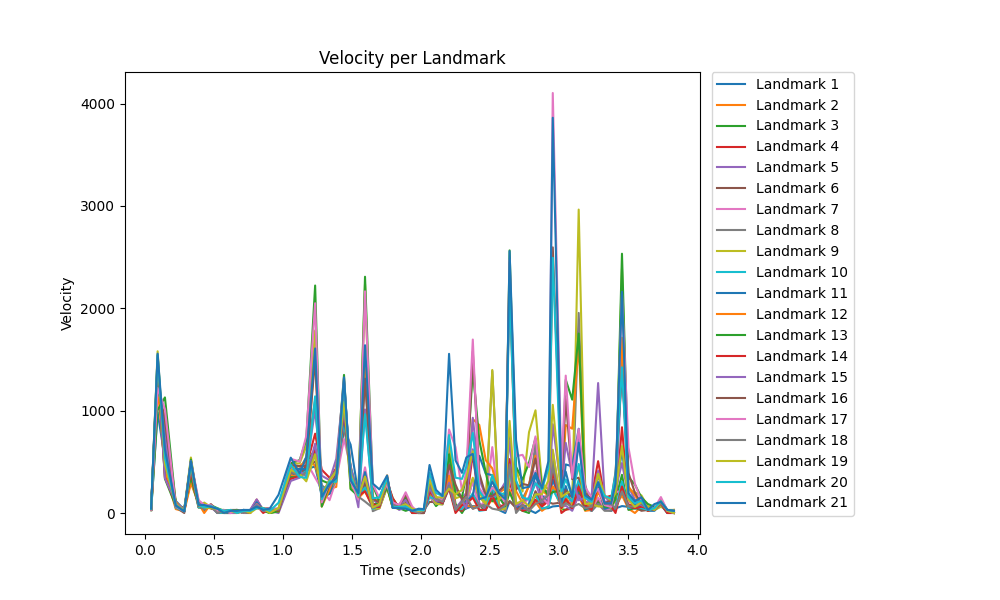 Velocity per Landmark
Velocity
4000
3000
2000
1000
0
0.0 0.5 1.0 1.5 2.0 2.5 3.0 3.5 4.0
Time (seconds)
Landmark 1
Landmark 2
Landmark 3
Landmark 4
Landmark 5
Landmark 6
Landmark 7
Landmark 8
Landmark 9
Landmark 10
Landmark 11
Landmark 12
Landmark 13
Landmark 14
Landmark 15
Landmark 16
Landmark 17
Landmark 18
Landmark 19
Landmark 20
Landmark 21